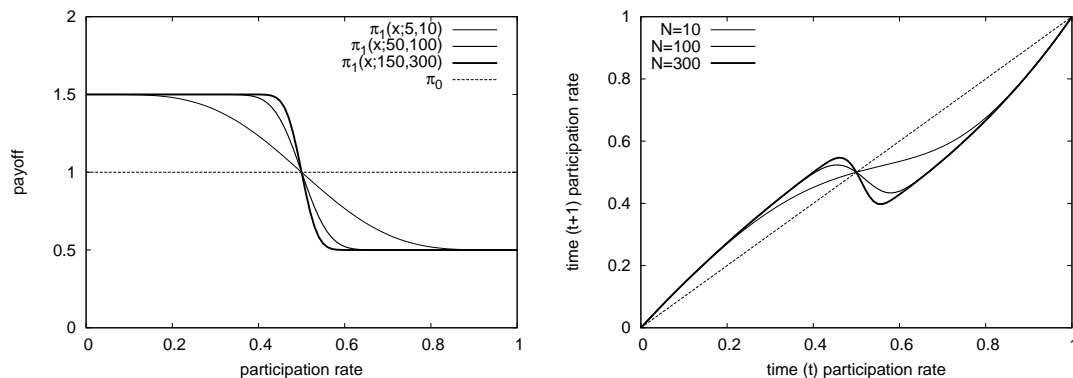 2
1.5
1
0.5
0
0 0.2 0.4 0.6 0.8 1
payoff
participation rate
π1(x;5,10)
π1(x;50,100)
π1(x;150,300)
π0
1
0.8
0.6
0.4
0.2
0
0 0.2 0.4 0.6 0.8 1
time (t+1) participation rate
time (t) participation rate
N=10
N=100
N=300